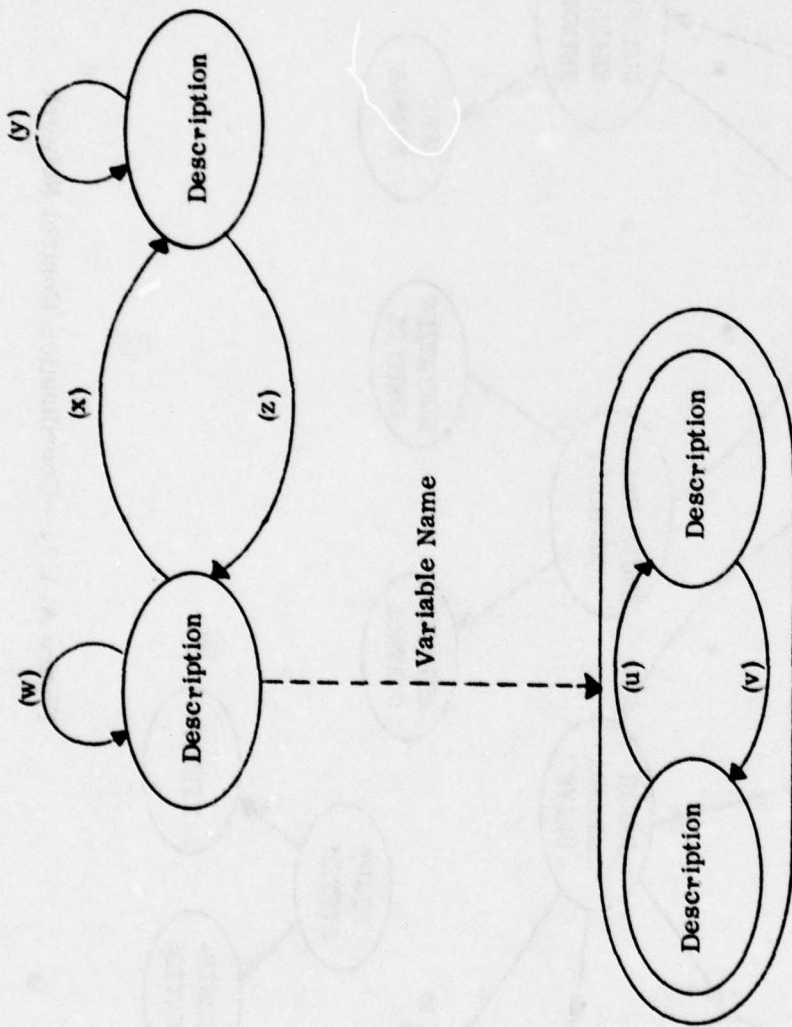 (w)
(x)
(y)
Description
Description
(z)
Variable Name
(u)
Description
Description
(v)